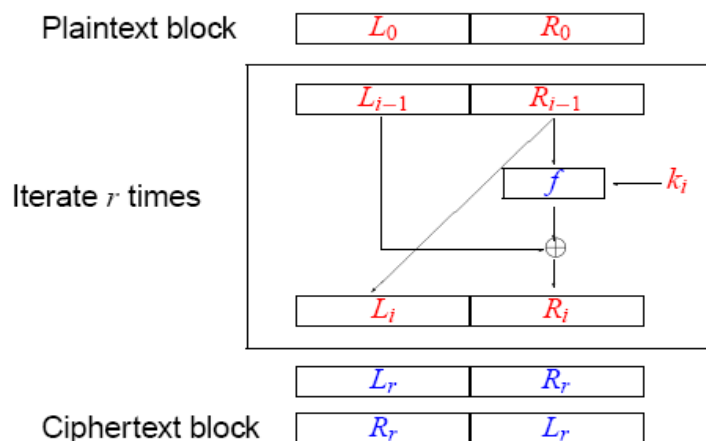 Plaintext block L₀ R₀
Lᵢ₋₁ Rᵢ₋₁
f kᵢ
Iterate r times
⊕
Lᵢ Rᵢ
Lᵣ Rᵣ
Ciphertext block Rᵣ Lᵣ